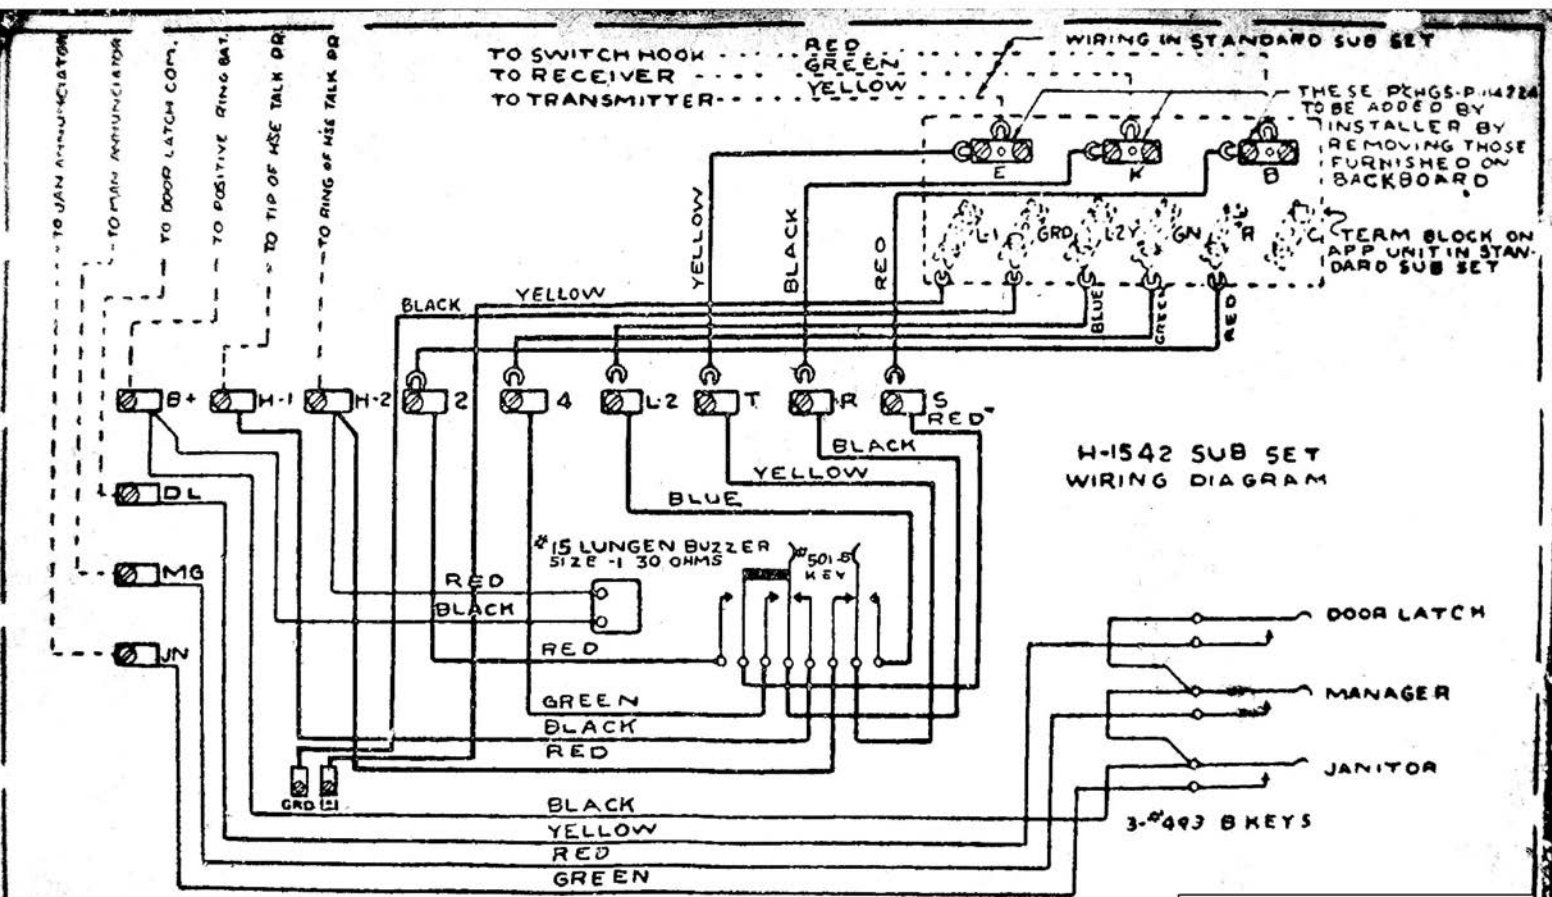 TO JAN ANNUNCIATOR
TO MAN ANNUNCIATOR
TO DOOR LATCH COM.
TO POSITIVE RING BAT.
TO TIP OF HSE TALK PR.
TO RING OF HSE TALK PR
TO SWITCH HOOK RED
TO RECEIVER GREEN
TO TRANSMITTER YELLOW
WIRING IN STANDARD SUB SET
THESE PCHGS-P-114224
TO BE ADDED BY
INSTALLER BY
REMOVING THOSE
FURNISHED ON
BACKBOARD
E K B
L-1 GRD L2Y GN R C
TERM BLOCK ON
APP UNIT IN STAN-
DARD SUB SET
YELLOW
BLACK
RED
BLACK
YELLOW
BLUE
GREEN
RED
B+ H-1 H-2 2 4 L-2 T R S
RED
BLACK
YELLOW
BLUE
H-1542 SUB SET
WIRING DIAGRAM
DL
MG
JN
#15 LUNGEN BUZZER
SIZE -1 30 OHMS
#501-B
KEY
RED
BLACK
RED
GREEN
BLACK
RED
GRD L-1
BLACK
YELLOW
RED
GREEN
DOOR LATCH
MANAGER
JANITOR
3-#493 B KEYS